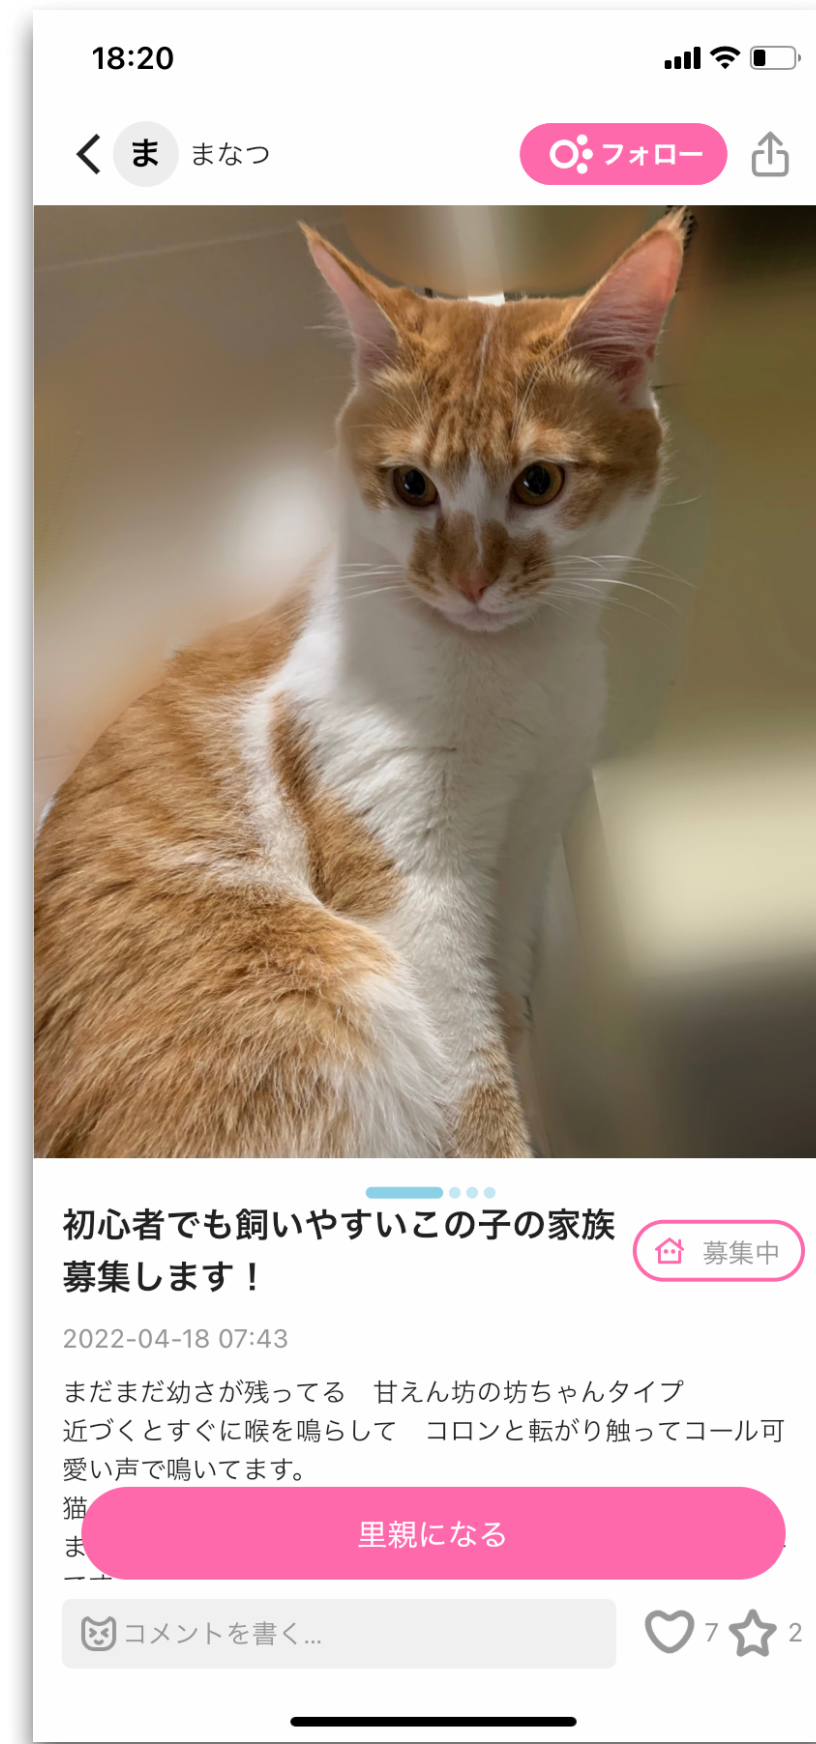 18:20
ま まなつ
フォロー
初心者でも飼いやすいこの子の家族
募集します！
募集中
2022-04-18 07:43
まだまだ幼さが残ってる　甘えん坊の坊ちゃんタイプ
近づくとすぐに喉を鳴らして　コロンと転がり触ってコール可
愛い声で鳴いてます。
猫
ま
里親になる
コメントを書く...
7
2